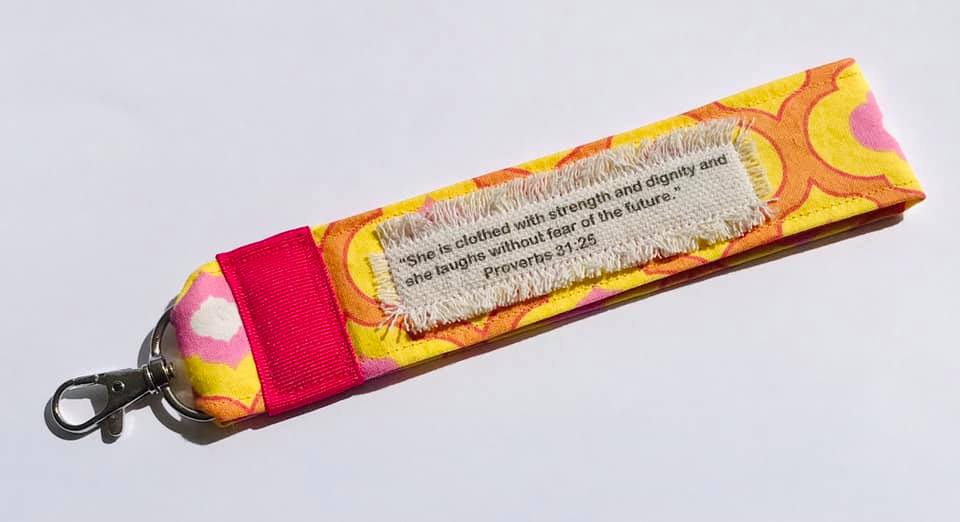 "She is clothed with strength and dignity and
she laughs without fear of the future."
Proverbs 31:25